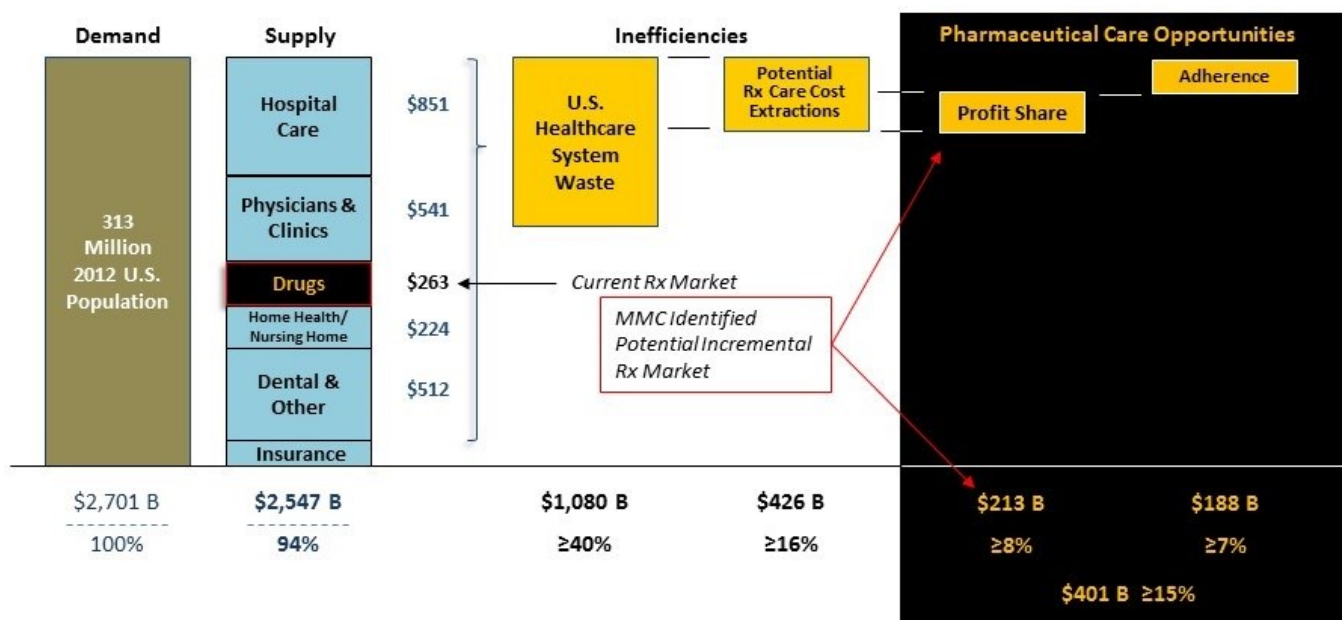 Demand
Supply
Inefficiencies
Pharmaceutical Care Opportunities
313
Million
2012 U.S.
Population
Hospital
Care
$851
Physicians &
Clinics
$541
Drugs
$263
Home Health/
Nursing Home
$224
Dental &
Other
$512
Insurance
U.S.
Healthcare
System
Waste
Potential
Rx Care Cost
Extractions
Profit Share
Adherence
Current Rx Market
MMC Identified
Potential Incremental
Rx Market
$2,701 B
100%
$2,547 B
94%
$1,080 B
≥40%
$426 B
≥16%
$213 B
≥8%
$188 B
≥7%
$401 B ≥15%